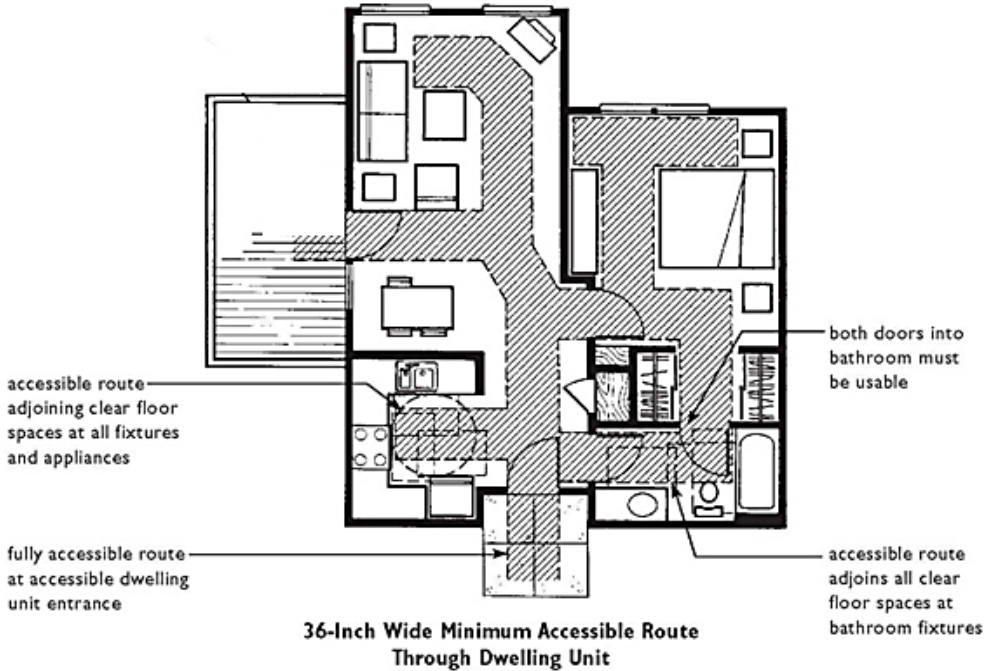 both doors into
bathroom must
be usable
accessible route
adjoining clear floor
spaces at all fixtures
and appliances
fully accessible route
at accessible dwelling
unit entrance
accessible route
adjoins all clear
floor spaces at
bathroom fixtures
36-Inch Wide Minimum Accessible Route
Through Dwelling Unit